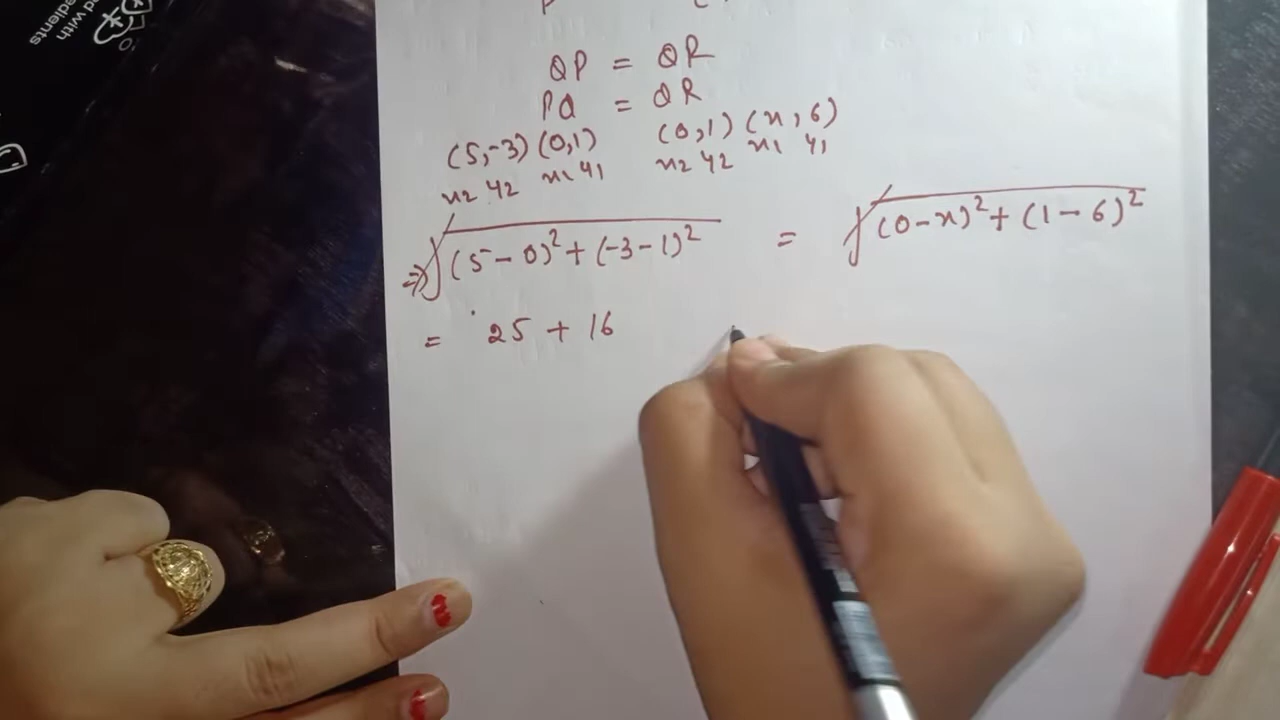 QP = QR
PQ = QR
(5,-3) (0,1) (0,1) (x,6)
x2 y2 x1 y1 x2 y2 x1 y1
⇒ √(5-0)²+(-3-1)² = √(0-x)²+(1-6)²
= 25 + 16